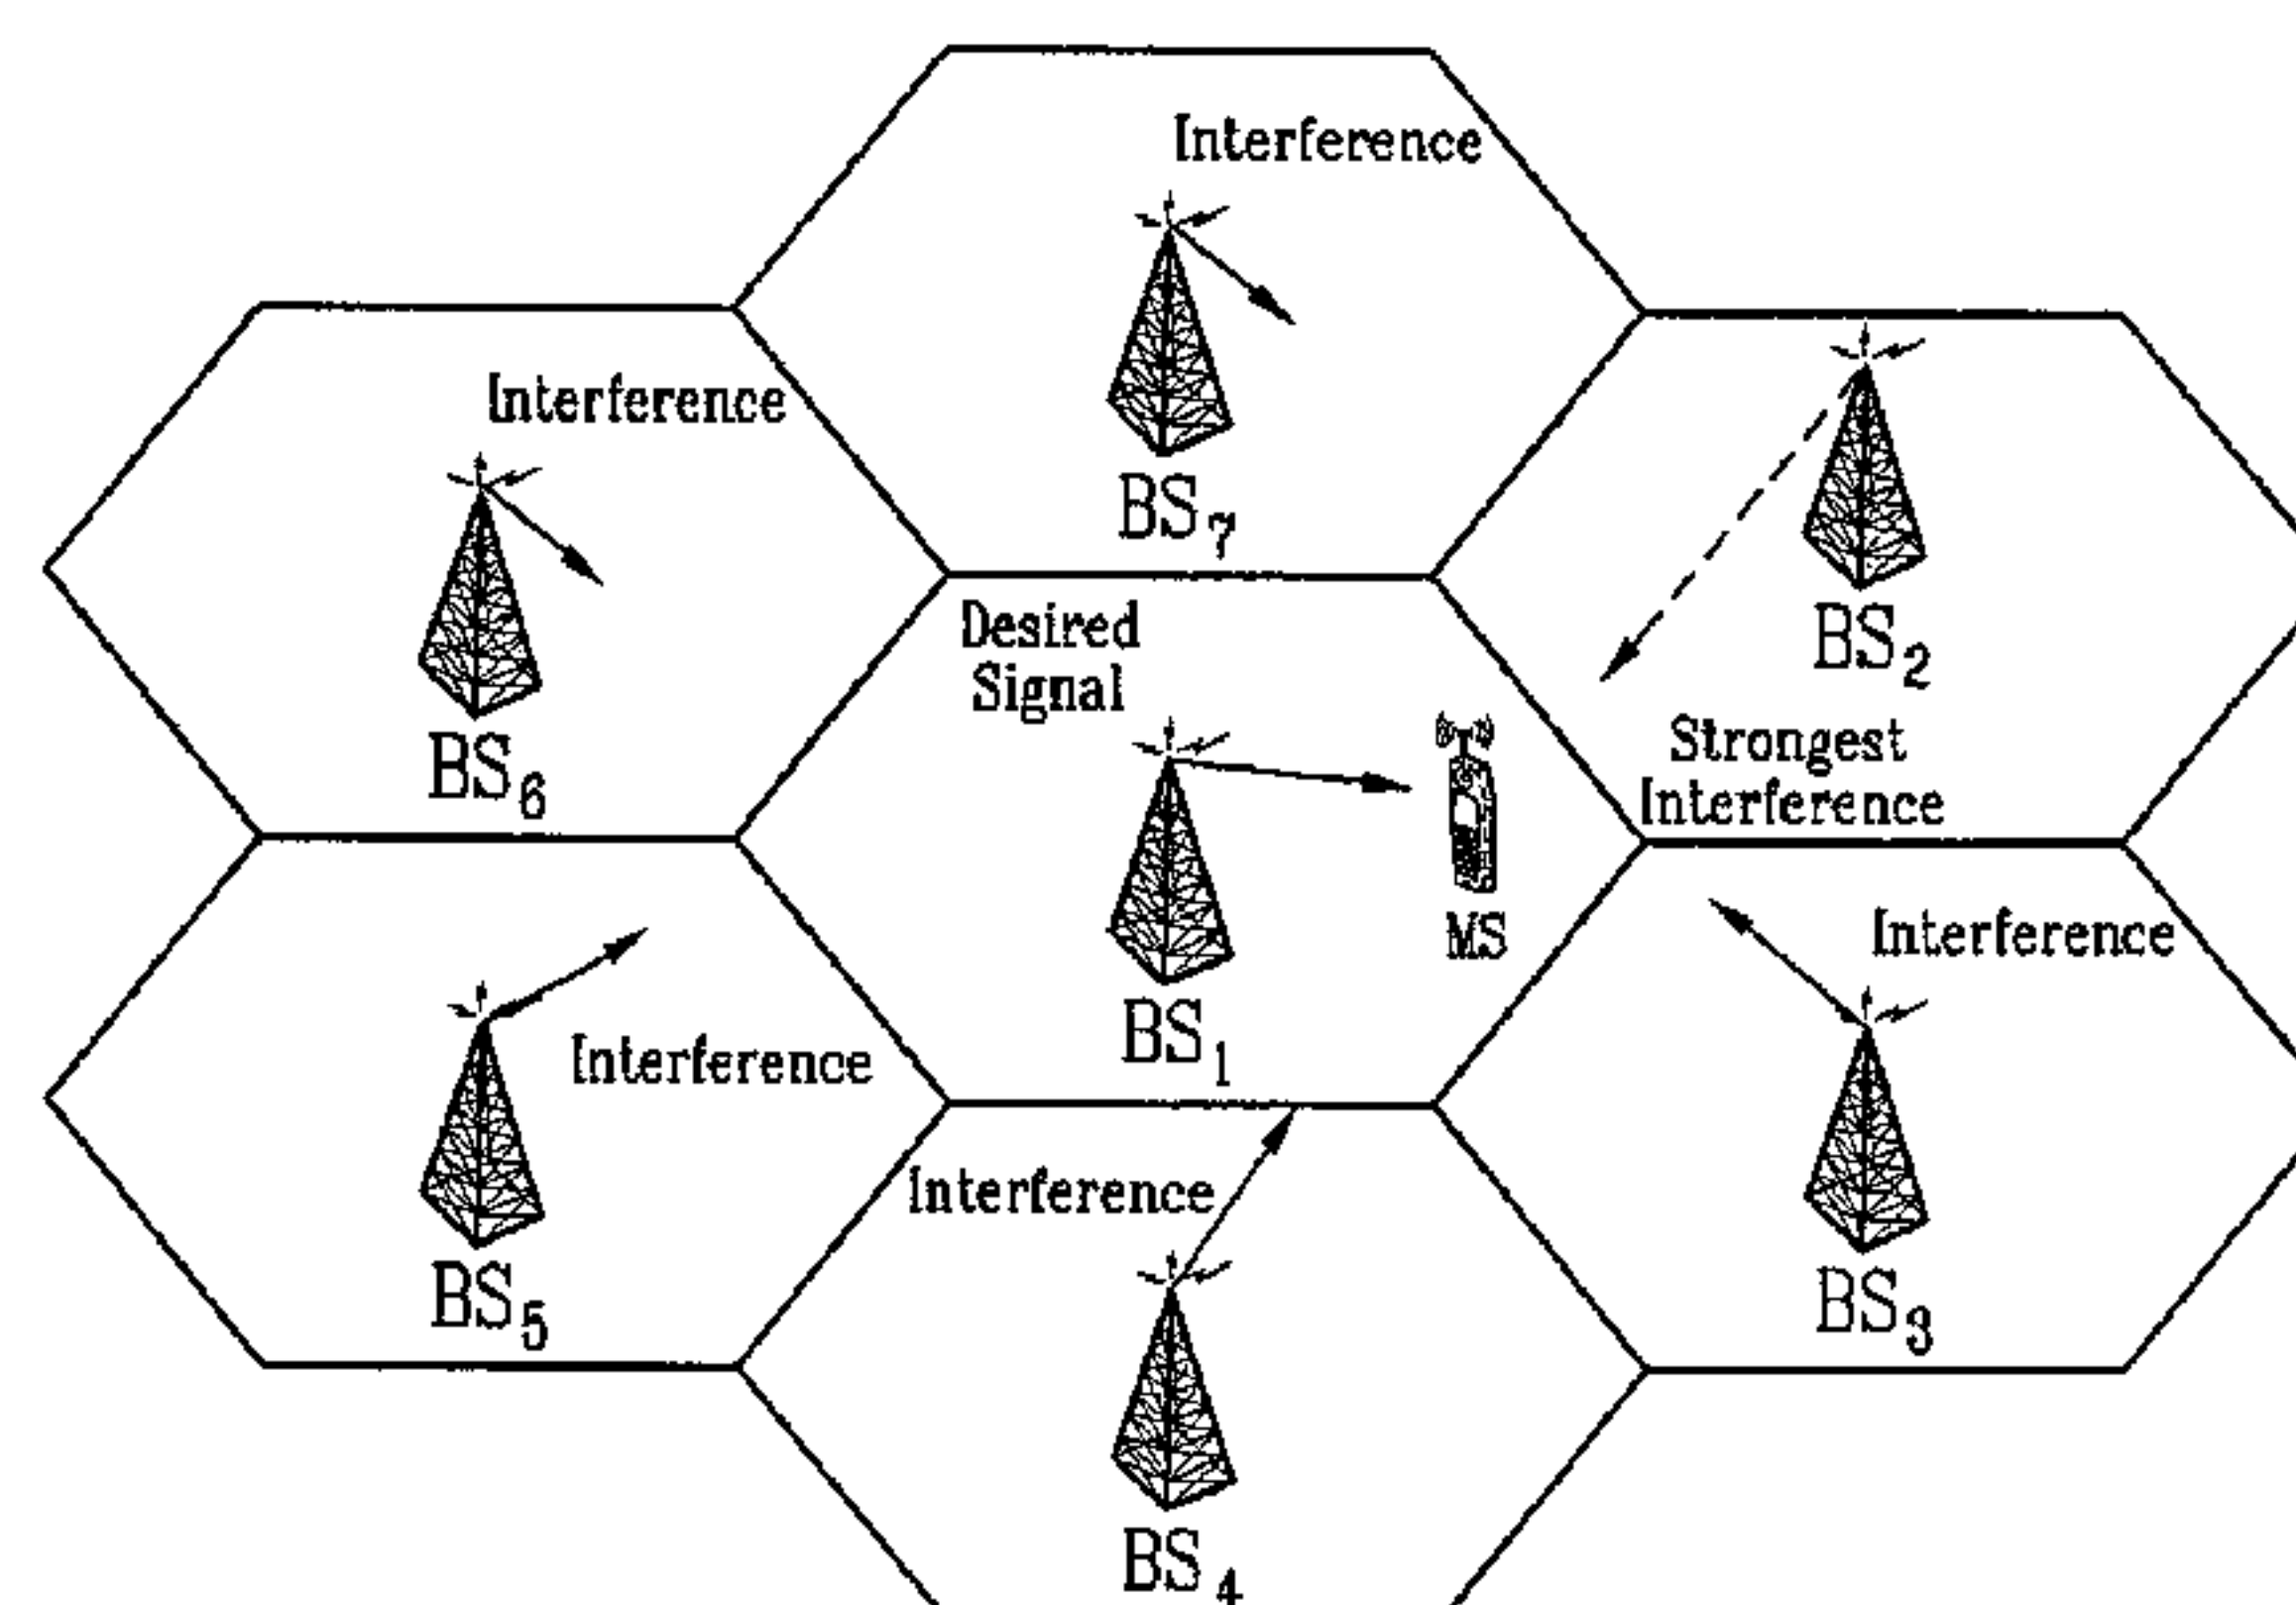 Interference
BS7
Interference
BS6
BS2
Desired
Signal
Strongest
Interference
MS
BS1
Interference
BS3
Interference
BS5
Interference
BS4